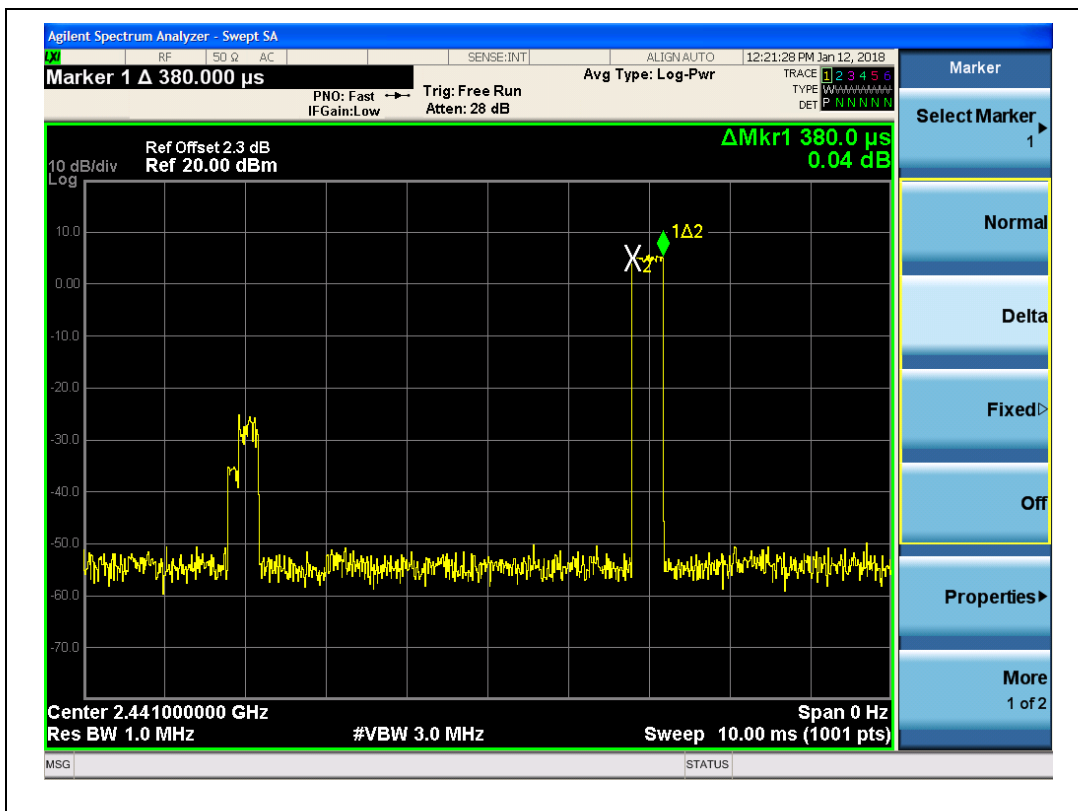 Agilent Spectrum Analyzer - Swept SA
LXI RF 50 Ω AC SENSE:INT ALIGN AUTO 12:21:28 PM Jan 12, 2018
Marker 1 Δ 380.000 µs
PNO: Fast
IFGain:Low
Trig: Free Run
Atten: 28 dB
Avg Type: Log-Pwr
TRACE 1 2 3 4 5 6
TYPE
DET P N N N N N
ΔMkr1 380.0 µs
0.04 dB
Ref Offset 2.3 dB
10 dB/div Ref 20.00 dBm
Log
10.0
0.00
-10.0
-20.0
-30.0
-40.0
-50.0
-60.0
-70.0
1Δ2
X2
Center 2.441000000 GHz Span 0 Hz
Res BW 1.0 MHz #VBW 3.0 MHz Sweep 10.00 ms (1001 pts)
MSG STATUS
Marker
Select Marker
1
Normal
Delta
Fixed
Off
Properties
More
1 of 2